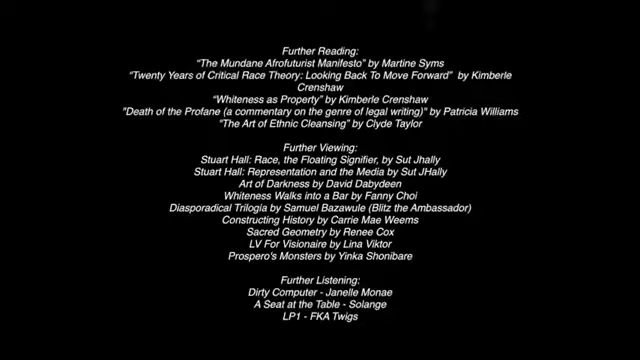 Further Reading:
“The Mundane Afrofuturist Manifesto” by Martine Syms
“Twenty Years of Critical Race Theory: Looking Back To Move Forward”  by Kimberle
Crenshaw
“Whiteness as Property” by Kimberle Crenshaw
"Death of the Profane (a commentary on the genre of legal writing)" by Patricia Williams
“The Art of Ethnic Cleansing” by Clyde Taylor
Further Viewing:
Stuart Hall: Race, the Floating Signifier, by Sut Jhally
Stuart Hall: Representation and the Media by Sut JHally
Art of Darkness by David Dabydeen
Whiteness Walks into a Bar by Fanny Choi
Diasporadical Trilogia by Samuel Bazawule (Blitz the Ambassador)
Constructing History by Carrie Mae Weems
Sacred Geometry by Renee Cox
LV For Visionaire by Lina Viktor
Prospero's Monsters by Yinka Shonibare
Further Listening:
Dirty Computer - Janelle Monae
A Seat at the Table - Solange
LP1 - FKA Twigs